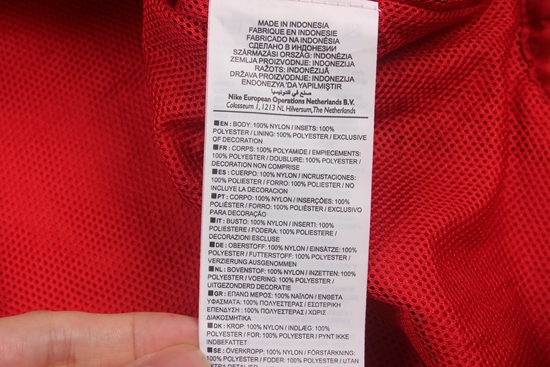 MADE IN INDONESIA
FABRIQUE EN INDONESIE
FABRICADO NA INDONÉSIA
СДЕЛАНО В ИНДОНЕЗИИ
SZÁRMAZÁSI ORSZÁG: INDONÉZIA
ZEMLJA PROIZVODNJE: INDONEZIJA
RAŽOTS: INDONĒZIJĀ
DRŽAVA PROIZVODNJE: INDONEZIJA
ENDONEZYA'DA YAPILMIŞTIR
صنع في اندونيسيا
Nike European Operations Netherlands B.V.
Colosseum 1, 1213 NL Hilversum, The Netherlands
EN: BODY: 100% NYLON / INSETS: 100%
POLYESTER / LINING: 100% POLYESTER / EXCLUSIVE
OF DECORATION
FR: CORPS: 100% POLYAMIDE / EMPIECEMENTS:
100% POLYESTER / DOUBLURE: 100% POLYESTER /
DECORATION NON COMPRISE
ES: CUERPO: 100% NYLON / INCRUSTACIONES:
100% POLIÉSTER / FORRO: 100% POLIÉSTER / NO
INCLUYE LA DECORACION
PT: CORPO: 100% NYLON / INSERÇÕES: 100%
POLIÉSTER / FORRO: 100% POLIÉSTER / EXCLUSIVO
PARA DECORAÇÃO
IT: BUSTO: 100% NYLON / INSERTI: 100%
POLIESTERE / FODERA: 100% POLIESTERE /
DECORAZIONI ESCLUSE
DE: OBERSTOFF: 100% NYLON / EINSÄTZE: 100%
POLYESTER / FUTTERSTOFF: 100% POLYESTER /
VERZIERUNG AUSGENOMMEN
NL: BOVENSTOF: 100% NYLON / INZETTEN: 100%
POLYESTER / VOERING: 100% POLYESTER /
UITGEZONDERD DECORATIE
GR: ΕΠΑΝΩ ΜΕΡΟΣ: 100% ΝΑΪΛΟΝ / ΕΝΘΕΤΑ
ΥΦΑΣΜΑΤΑ: 100% ΠΟΛΥΕΣΤΕΡΑΣ / ΕΣΩΤΕΡΙΚΗ
ΕΠΕΝΔΥΣΗ: 100% ΠΟΛΥΕΣΤΕΡΑΣ / ΧΩΡΙΣ
ΔΙΑΚΟΣΜΗΤΙΚΑ
DK: KROP: 100% NYLON / INDLÆG: 100%
POLYESTER / FOR: 100% POLYESTER / PYNT IKKE
INDBEFATTET
SE: ÖVERKROPP: 100% NYLON / FÖRSTÄRKNING:
100% POLYESTER / FODER: 100% POLYESTER / UTAN
EXTRA DETALJER